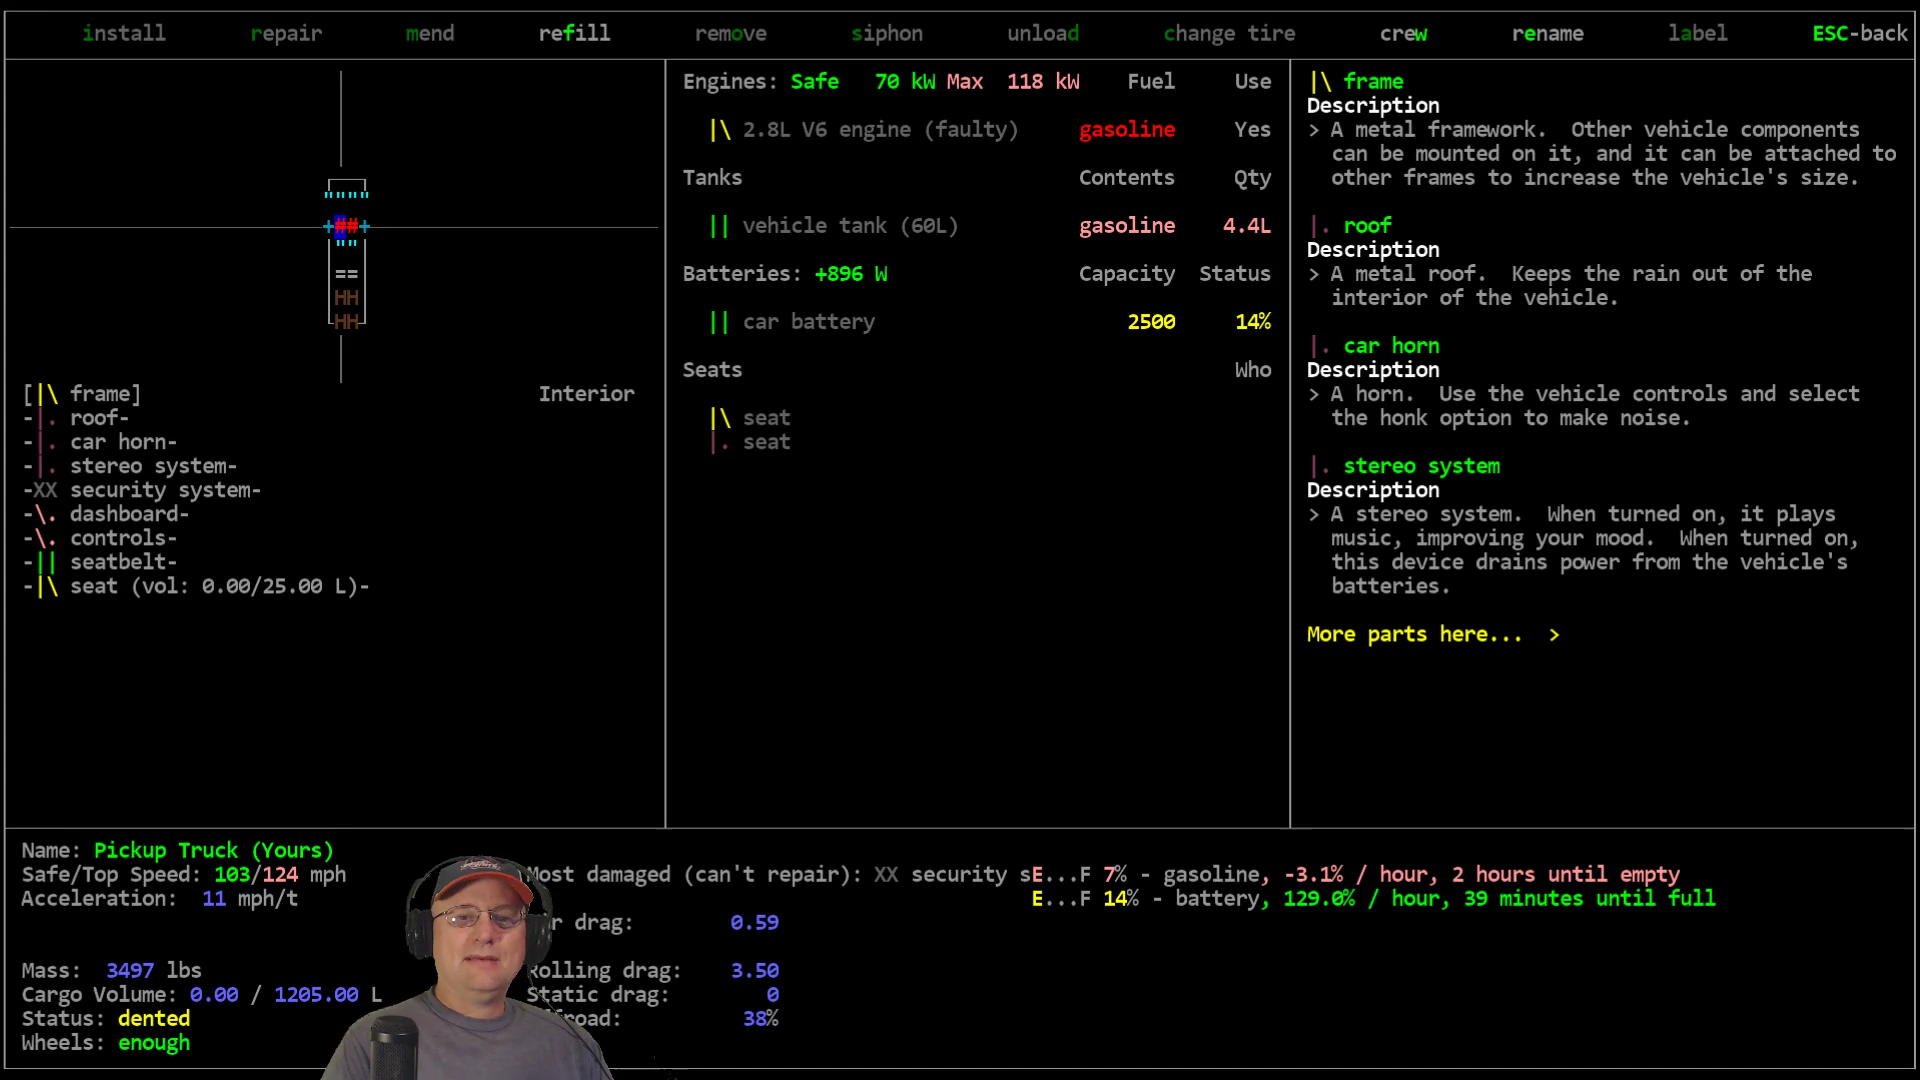 install repair mend refill remove siphon unload change tire crew rename label ESC-back
Engines: Safe 70 kW Max 118 kW Fuel Use
|\ 2.8L V6 engine (faulty) gasoline Yes
Tanks Contents Qty
|| vehicle tank (60L) gasoline 4.4L
Batteries: +896 W Capacity Status
|| car battery 2500 14%
Seats Who
|\ seat
|. seat
""""
+##+
""
==
HH
HH
[|\ frame] Interior
-|. roof-
-|. car horn-
-|. stereo system-
-XX security system-
-\. dashboard-
-\. controls-
-|| seatbelt-
-|\ seat (vol: 0.00/25.00 L)-
|\ frame
Description
> A metal framework. Other vehicle components
can be mounted on it, and it can be attached to
other frames to increase the vehicle's size.
|. roof
Description
> A metal roof. Keeps the rain out of the
interior of the vehicle.
|. car horn
Description
> A horn. Use the vehicle controls and select
the honk option to make noise.
|. stereo system
Description
> A stereo system. When turned on, it plays
music, improving your mood. When turned on,
this device drains power from the vehicle's
batteries.
More parts here... >
Name: Pickup Truck (Yours)
Safe/Top Speed: 103/124 mph
Acceleration: 11 mph/t
Mass: 3497 lbs
Cargo Volume: 0.00 / 1205.00 L
Status: dented
Wheels: enough
Most damaged (can't repair): XX security s
drag: 0.59
Rolling drag: 3.50
Static drag: 0
38%
E...F 7% - gasoline, -3.1% / hour, 2 hours until empty
E...F 14% - battery, 129.0% / hour, 39 minutes until full